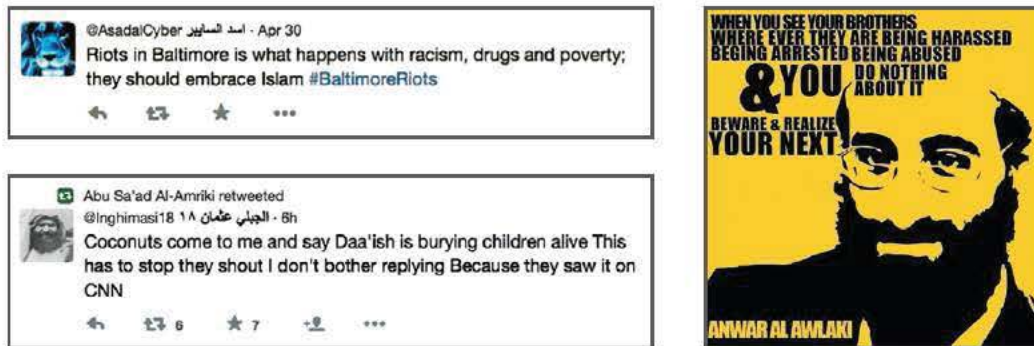 @AsadalCyber اسد السايبر · Apr 30
Riots in Baltimore is what happens with racism, drugs and poverty;
they should embrace Islam #BaltimoreRiots
Abu Sa'ad Al-Amriki retweeted
@Inghimasi18 الجبلي عثمان ١٨ · 6h
Coconuts come to me and say Daa'ish is burying children alive This
has to stop they shout I don't bother replying Because they saw it on
CNN
6 7
WHEN YOU SEE YOUR BROTHERS
WHERE EVER THEY ARE BEING HARASSED
BEGING ARRESTED BEING ABUSED
& YOU DO NOTHING
ABOUT IT
BEWARE & REALIZE
YOUR NEXT
ANWAR AL AWLAKI